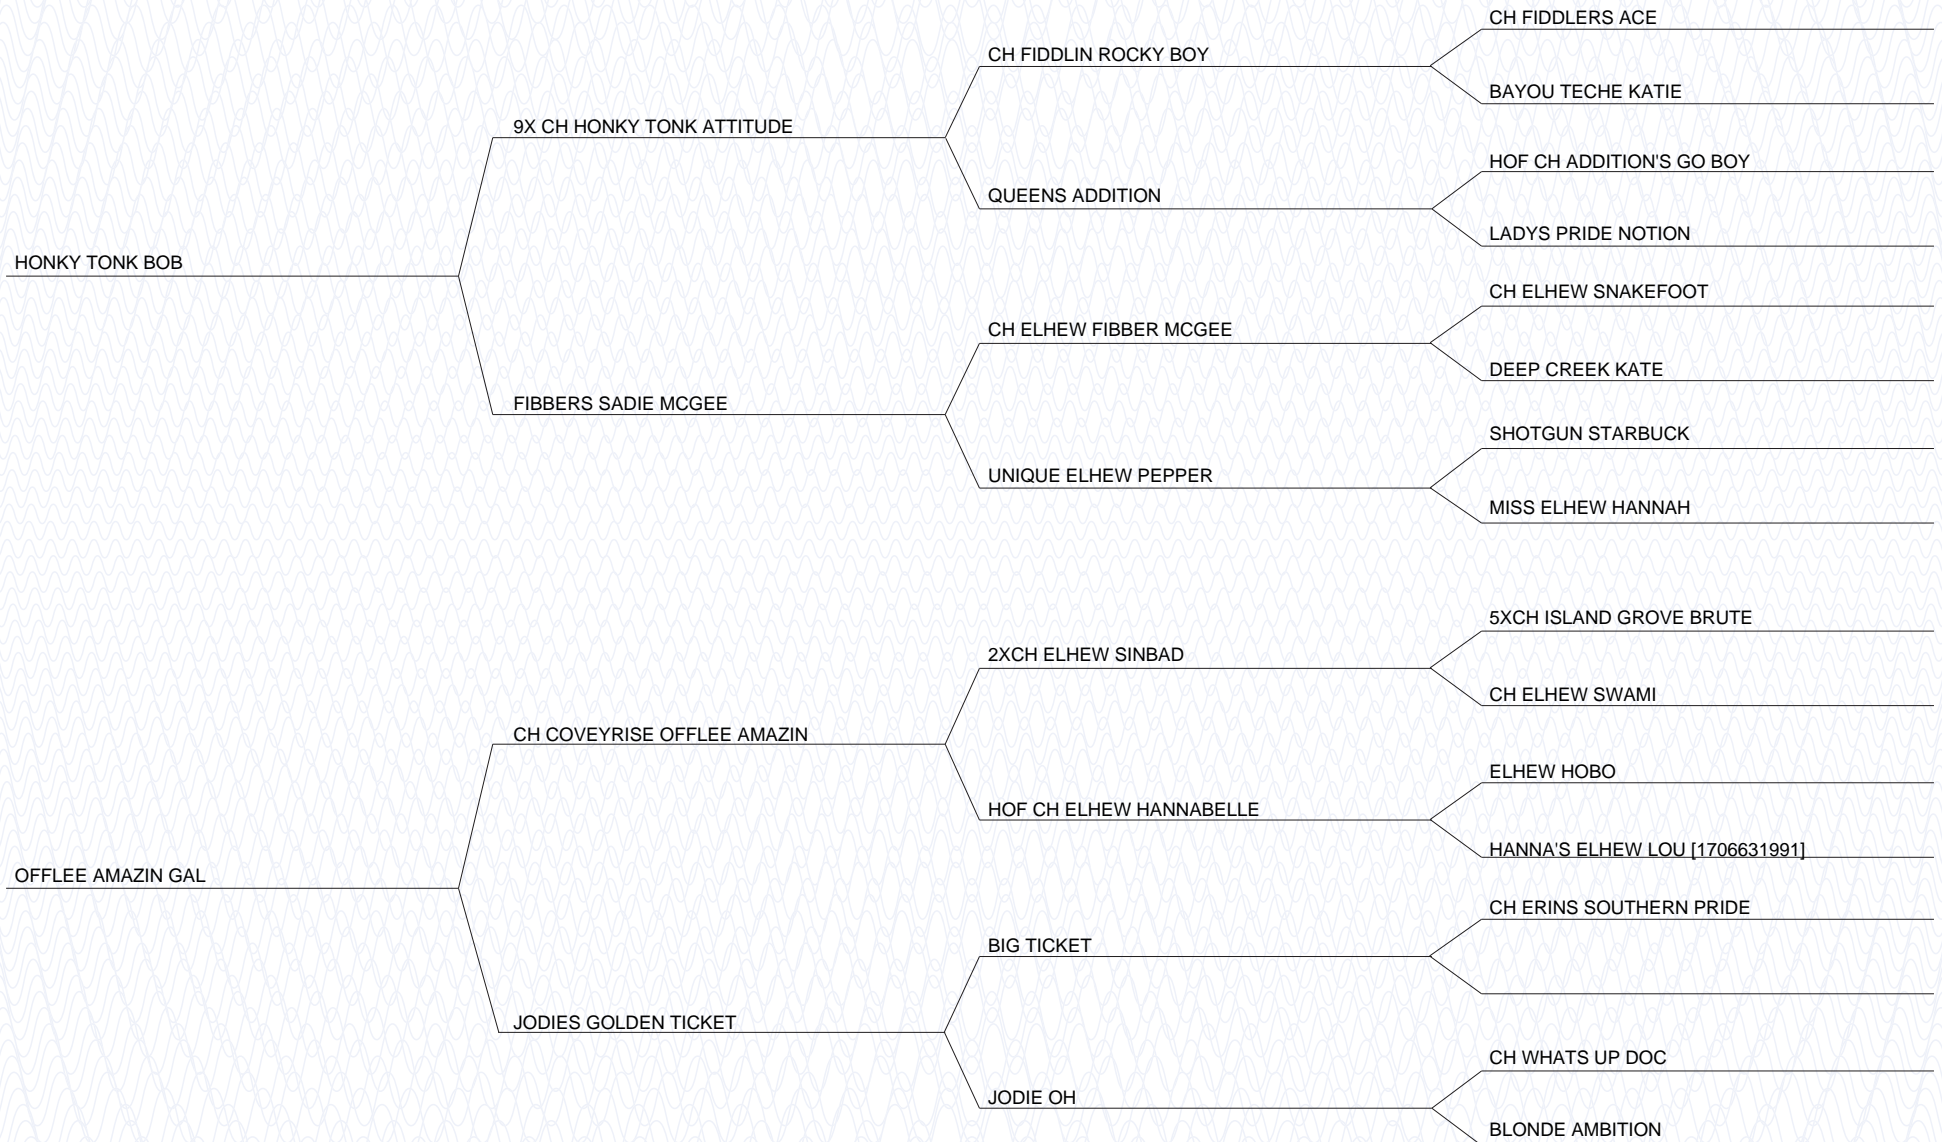 CH FIDDLERS ACE
CH FIDDLIN ROCKY BOY
BAYOU TECHE KATIE
9X CH HONKY TONK ATTITUDE
HOF CH ADDITION'S GO BOY
QUEENS ADDITION
LADYS PRIDE NOTION
HONKY TONK BOB
CH ELHEW SNAKEFOOT
CH ELHEW FIBBER MCGEE
DEEP CREEK KATE
FIBBERS SADIE MCGEE
SHOTGUN STARBUCK
UNIQUE ELHEW PEPPER
MISS ELHEW HANNAH
5XCH ISLAND GROVE BRUTE
2XCH ELHEW SINBAD
CH ELHEW SWAMI
CH COVEYRISE OFFLEE AMAZIN
ELHEW HOBO
HOF CH ELHEW HANNABELLE
HANNA'S ELHEW LOU [1706631991]
OFFLEE AMAZIN GAL
CH ERINS SOUTHERN PRIDE
BIG TICKET
JODIES GOLDEN TICKET
CH WHATS UP DOC
JODIE OH
BLONDE AMBITION